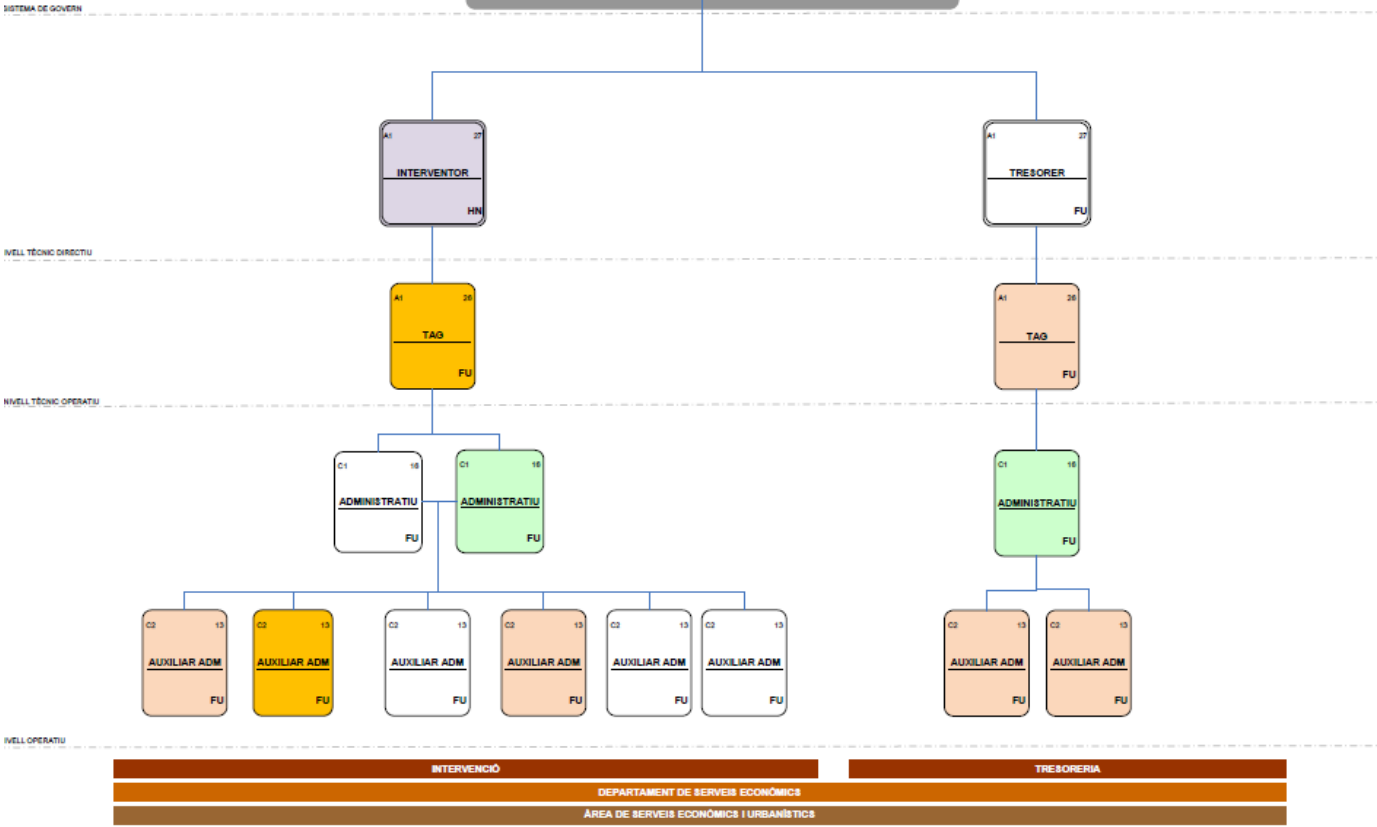 SISTEMA DE GOVERN
A1 27
INTERVENTOR
HN
A1 27
TRESORER
FU
IVELL TÈCNIC DIRECTIU
A1 26
TAG
FU
A1 26
TAG
FU
NIVELL TÈCNIC OPERATIU
C1 16
ADMINISTRATIU
FU
C1 16
ADMINISTRATIU
FU
C1 16
ADMINISTRATIU
FU
C2 13
AUXILIAR ADM
FU
C2 13
AUXILIAR ADM
FU
C2 13
AUXILIAR ADM
FU
C2 13
AUXILIAR ADM
FU
C2 13
AUXILIAR ADM
FU
C2 13
AUXILIAR ADM
FU
C2 13
AUXILIAR ADM
FU
C2 13
AUXILIAR ADM
FU
IVELL OPERATIU
INTERVENCIÓ
TRESORERIA
DEPARTAMENT DE SERVEIS ECONÒMICS
ÀREA DE SERVEIS ECONÒMICS I URBANÍSTICS